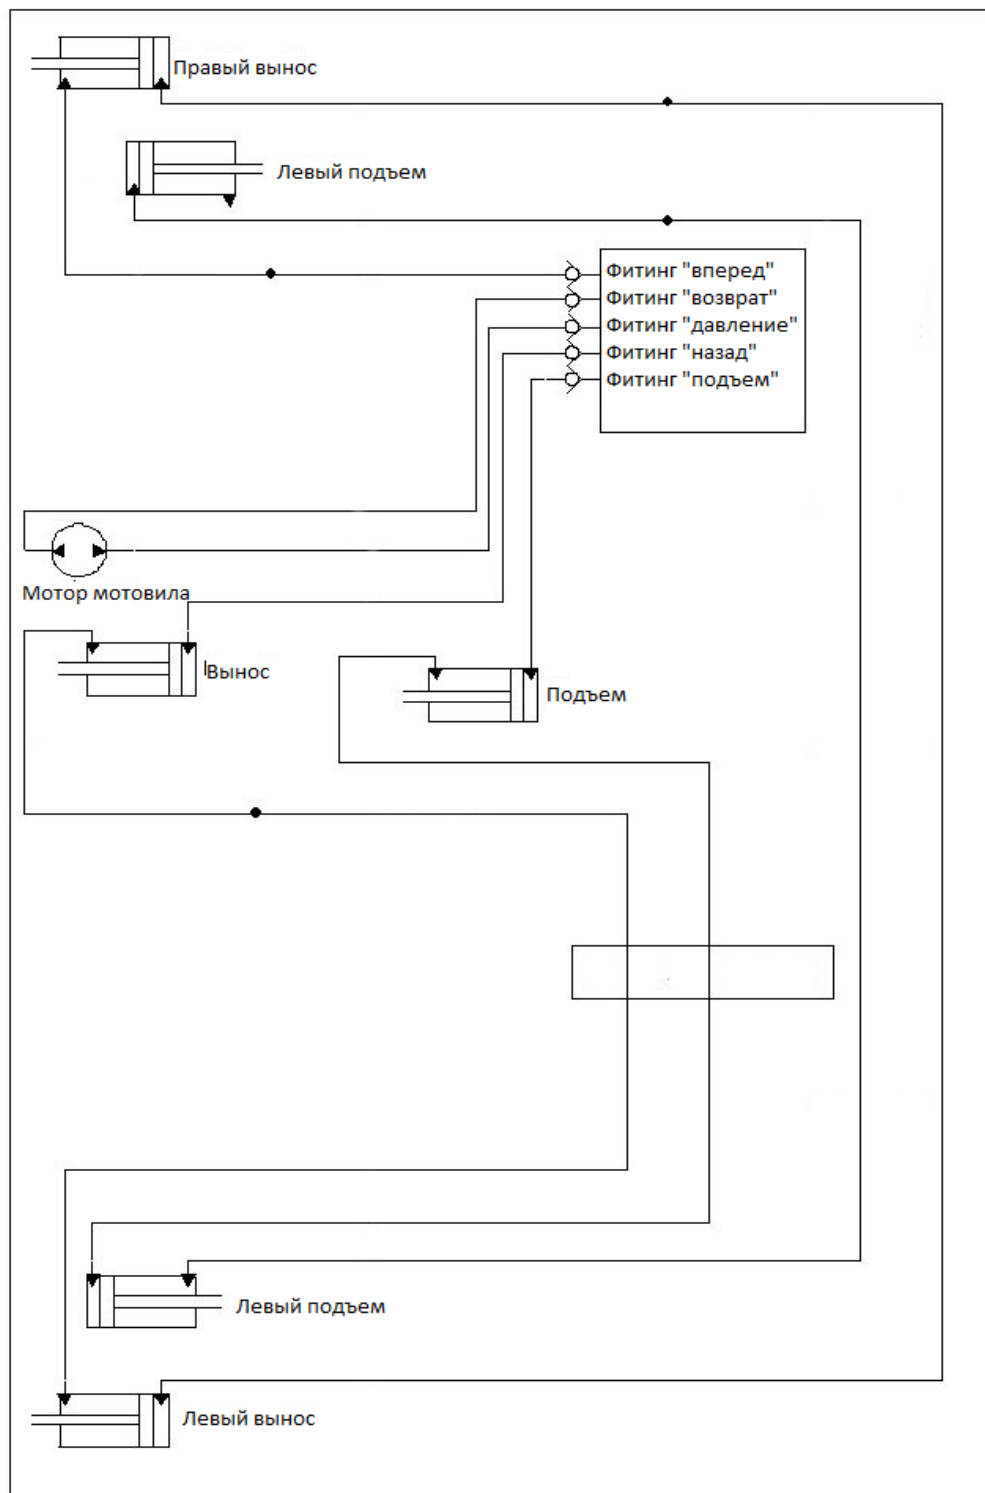 Правый вынос
Левый подъем
Фитинг "вперед"
Фитинг "возврат"
Фитинг "давление"
Фитинг "назад"
Фитинг "подъем"
Мотор мотовила
Вынос
Подъем
Левый подъем
Левый вынос